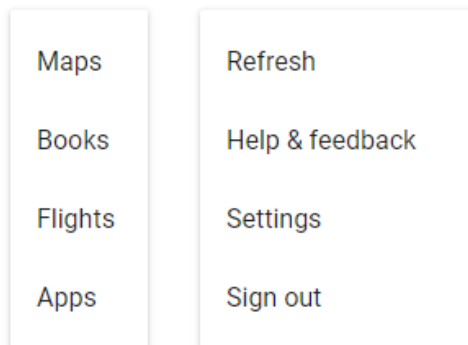 Maps
Books
Flights
Apps
Refresh
Help & feedback
Settings
Sign out